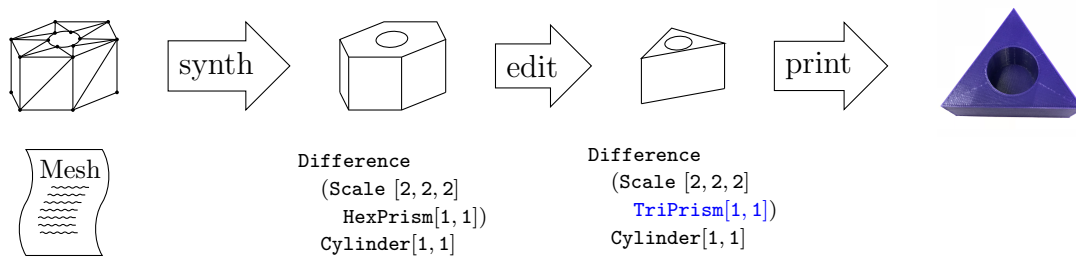 synth
edit
print
Mesh
Difference
(Scale [2, 2, 2]
HexPrism[1, 1])
Cylinder[1, 1]
Difference
(Scale [2, 2, 2]
TriPrism[1, 1])
Cylinder[1, 1]